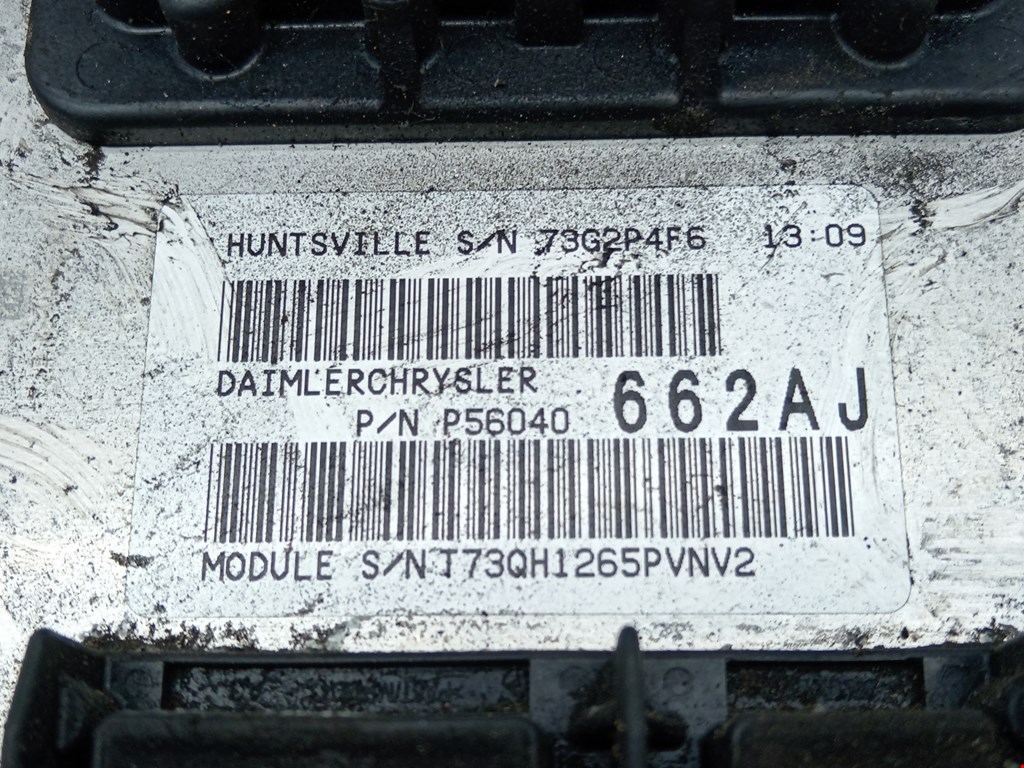 HUNTSVILLE S/N 73G2P4F6 13:09
DAIMLERCHRYSLER
P/N P56040 662AJ
MODULE S/N T73QH1265PVNV2